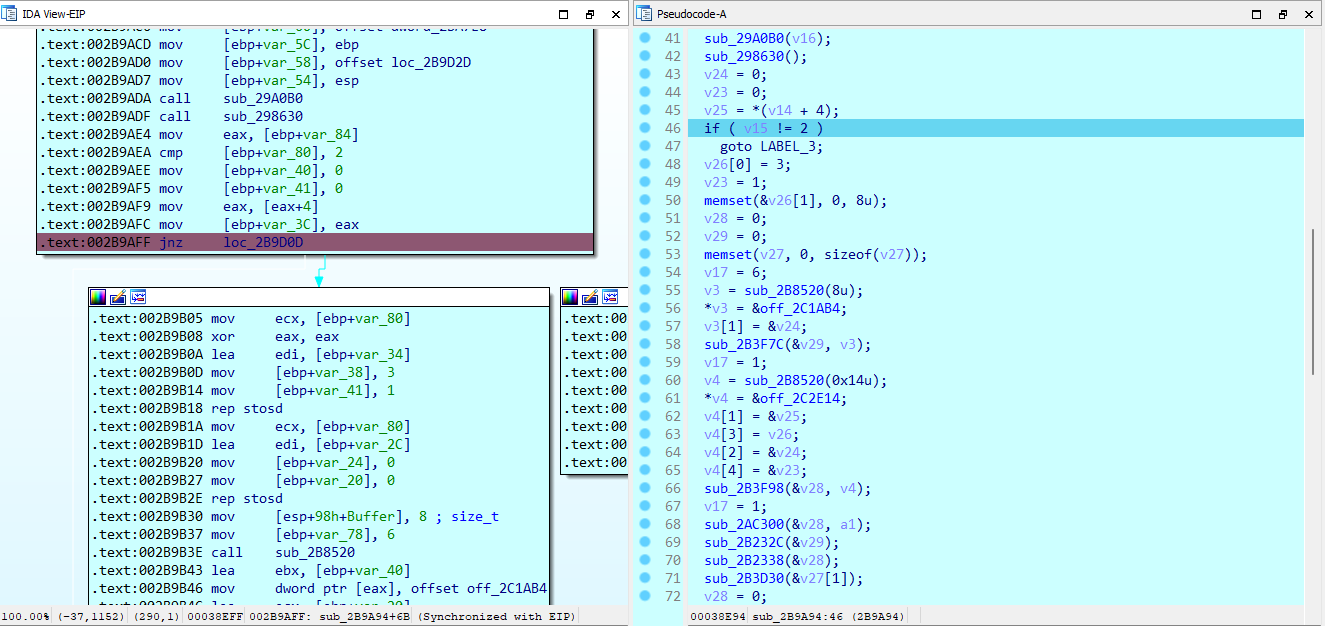 IDA View-EIP
.text:002B9ACD mov [ebp+var_5C], ebp
.text:002B9AD0 mov [ebp+var_58], offset loc_2B9D2D
.text:002B9AD7 mov [ebp+var_54], esp
.text:002B9ADA call sub_29A0B0
.text:002B9ADF call sub_298630
.text:002B9AE4 mov eax, [ebp+var_84]
.text:002B9AEA cmp [ebp+var_80], 2
.text:002B9AEE mov [ebp+var_40], 0
.text:002B9AF5 mov [ebp+var_41], 0
.text:002B9AF9 mov eax, [eax+4]
.text:002B9AFC mov [ebp+var_3C], eax
.text:002B9AFF jnz loc_2B9D0D
.text:002B9B05 mov ecx, [ebp+var_80]
.text:002B9B08 xor eax, eax
.text:002B9B0A lea edi, [ebp+var_34]
.text:002B9B0D mov [ebp+var_38], 3
.text:002B9B14 mov [ebp+var_41], 1
.text:002B9B18 rep stosd
.text:002B9B1A mov ecx, [ebp+var_80]
.text:002B9B1D lea edi, [ebp+var_2C]
.text:002B9B20 mov [ebp+var_24], 0
.text:002B9B27 mov [ebp+var_20], 0
.text:002B9B2E rep stosd
.text:002B9B30 mov [esp+98h+Buffer], 8 ; size_t
.text:002B9B37 mov [ebp+var_78], 6
.text:002B9B3E call sub_2B8520
.text:002B9B43 lea ebx, [ebp+var_40]
.text:002B9B46 mov dword ptr [eax], offset off_2C1AB4
.text:00
.text:00
.text:00
.text:00
.text:00
.text:00
.text:00
.text:00
.text:00
100.00% (-37,1152) (290,1) 00038EFF 002B9AFF: sub_2B9A94+6B (Synchronized with EIP)
Pseudocode-A
41 sub_29A0B0(v16);
42 sub_298630();
43 v24 = 0;
44 v23 = 0;
45 v25 = *(v14 + 4);
46 if ( v15 != 2 )
47 goto LABEL_3;
48 v26[0] = 3;
49 v23 = 1;
50 memset(&v26[1], 0, 8u);
51 v28 = 0;
52 v29 = 0;
53 memset(v27, 0, sizeof(v27));
54 v17 = 6;
55 v3 = sub_2B8520(8u);
56 *v3 = &off_2C1AB4;
57 v3[1] = &v24;
58 sub_2B3F7C(&v29, v3);
59 v17 = 1;
60 v4 = sub_2B8520(0x14u);
61 *v4 = &off_2C2E14;
62 v4[1] = &v25;
63 v4[3] = v26;
64 v4[2] = &v24;
65 v4[4] = &v23;
66 sub_2B3F98(&v28, v4);
67 v17 = 1;
68 sub_2AC300(&v28, a1);
69 sub_2B232C(&v29);
70 sub_2B2338(&v28);
71 sub_2B3D30(&v27[1]);
72 v28 = 0;
00038E94 sub_2B9A94:46 (2B9A94)